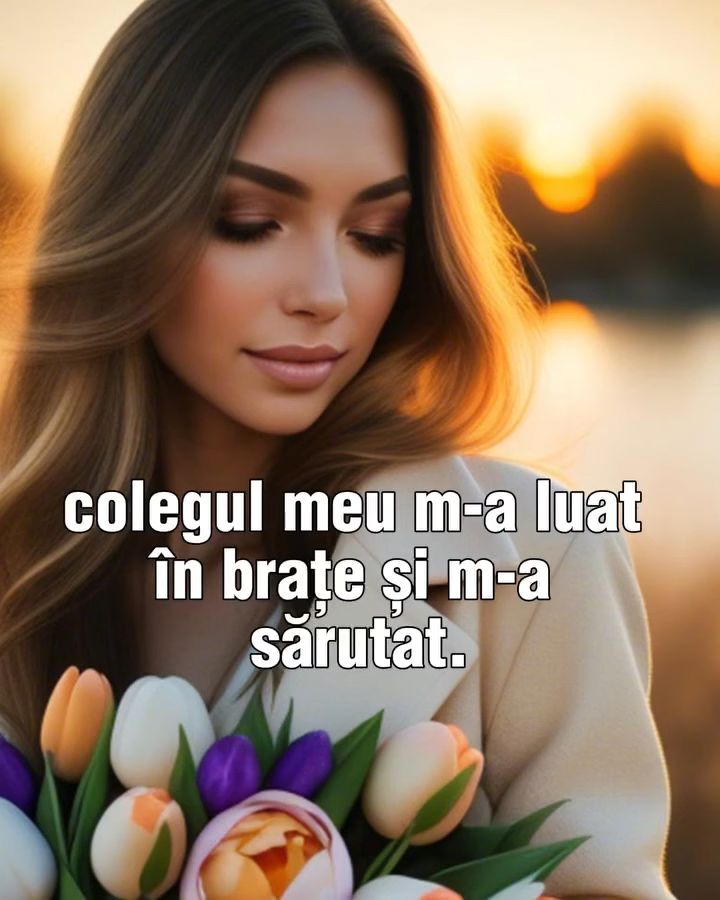 colegul meu m-a luat
în brațe și m-a
sărutat.